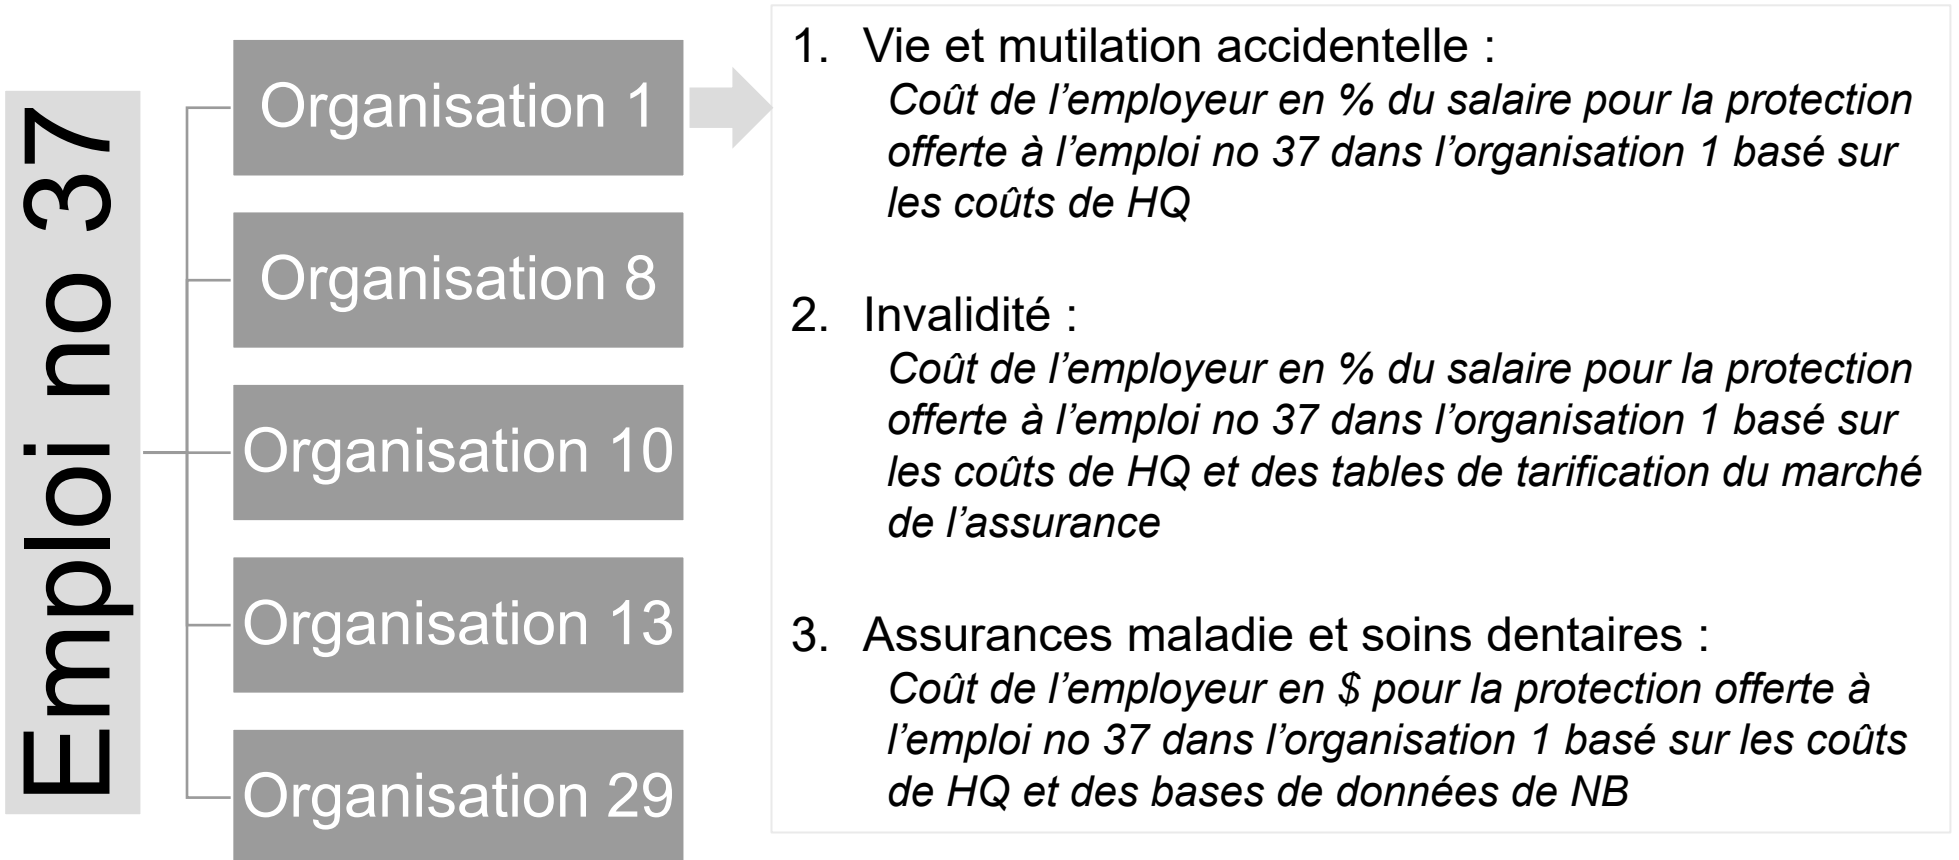 Emploi no 37
Organisation 1
Organisation 8
Organisation 10
Organisation 13
Organisation 29
1. Vie et mutilation accidentelle :
Coût de l’employeur en % du salaire pour la protection
offerte à l’emploi no 37 dans l’organisation 1 basé sur
les coûts de HQ
2. Invalidité :
Coût de l’employeur en % du salaire pour la protection
offerte à l’emploi no 37 dans l’organisation 1 basé sur
les coûts de HQ et des tables de tarification du marché
de l’assurance
3. Assurances maladie et soins dentaires :
Coût de l’employeur en $ pour la protection offerte à
l’emploi no 37 dans l’organisation 1 basé sur les coûts
de HQ et des bases de données de NB